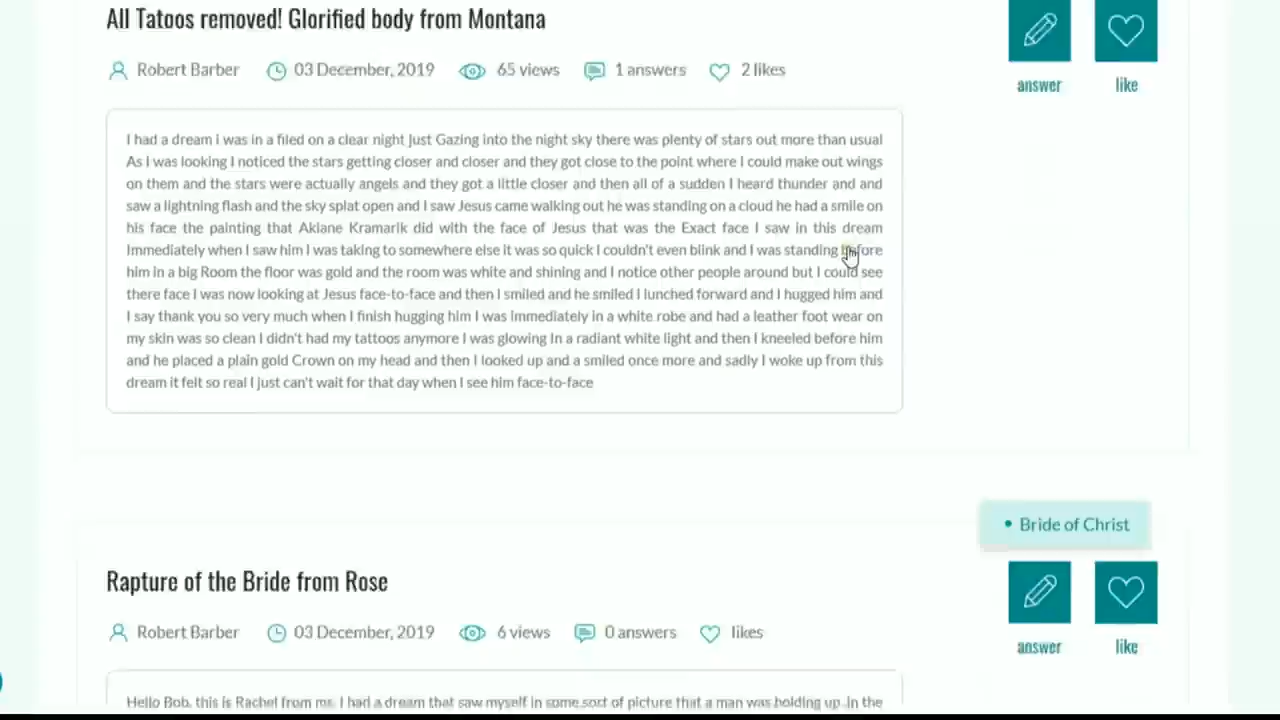 All Tatoos removed! Glorified body from Montana
Robert Barber 03 December, 2019 65 views 1 answers 2 likes
answer like
I had a dream i was in a filed on a clear night Just Gazing into the night sky there was plenty of stars out more than usual
As I was looking I noticed the stars getting closer and closer and they got close to the point where I could make out wings
on them and the stars were actually angels and they got a little closer and then all of a sudden I heard thunder and and
saw a lightning flash and the sky splat open and I saw Jesus came walking out he was standing on a cloud he had a smile on
his face the painting that Akiane Kramarik did with the face of Jesus that was the Exact face I saw in this dream
Immediately when I saw him I was taking to somewhere else it was so quick I couldn't even blink and I was standing before
him in a big Room the floor was gold and the room was white and shining and I notice other people around but I could see
there face I was now looking at Jesus face-to-face and then I smiled and he smiled I lunched forward and I hugged him and
I say thank you so very much when I finish hugging him I was immediately in a white robe and had a leather foot wear on
my skin was so clean I didn't had my tattoos anymore I was glowing In a radiant white light and then I kneeled before him
and he placed a plain gold Crown on my head and then I looked up and a smiled once more and sadly I woke up from this
dream it felt so real I just can't wait for that day when I see him face-to-face
• Bride of Christ
Rapture of the Bride from Rose
Robert Barber 03 December, 2019 6 views 0 answers likes
answer like
Hello Bob, this is Rachel from ms. I had a dream that saw myself in some sort of picture that a man was holding up. In the